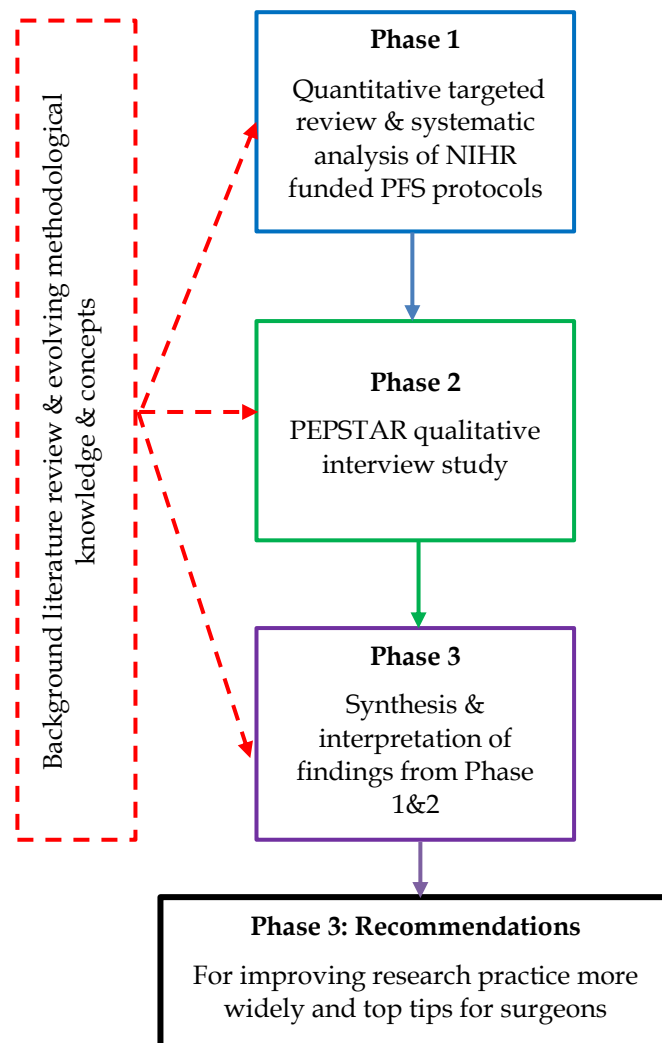 Background literature review & evolving methodological
knowledge & concepts
Phase 1
Quantitative targeted
review & systematic
analysis of NIHR
funded PFS protocols
Phase 2
PEPSTAR qualitative
interview study
Phase 3
Synthesis &
interpretation of
findings from Phase
1&2
Phase 3: Recommendations
For improving research practice more
widely and top tips for surgeons